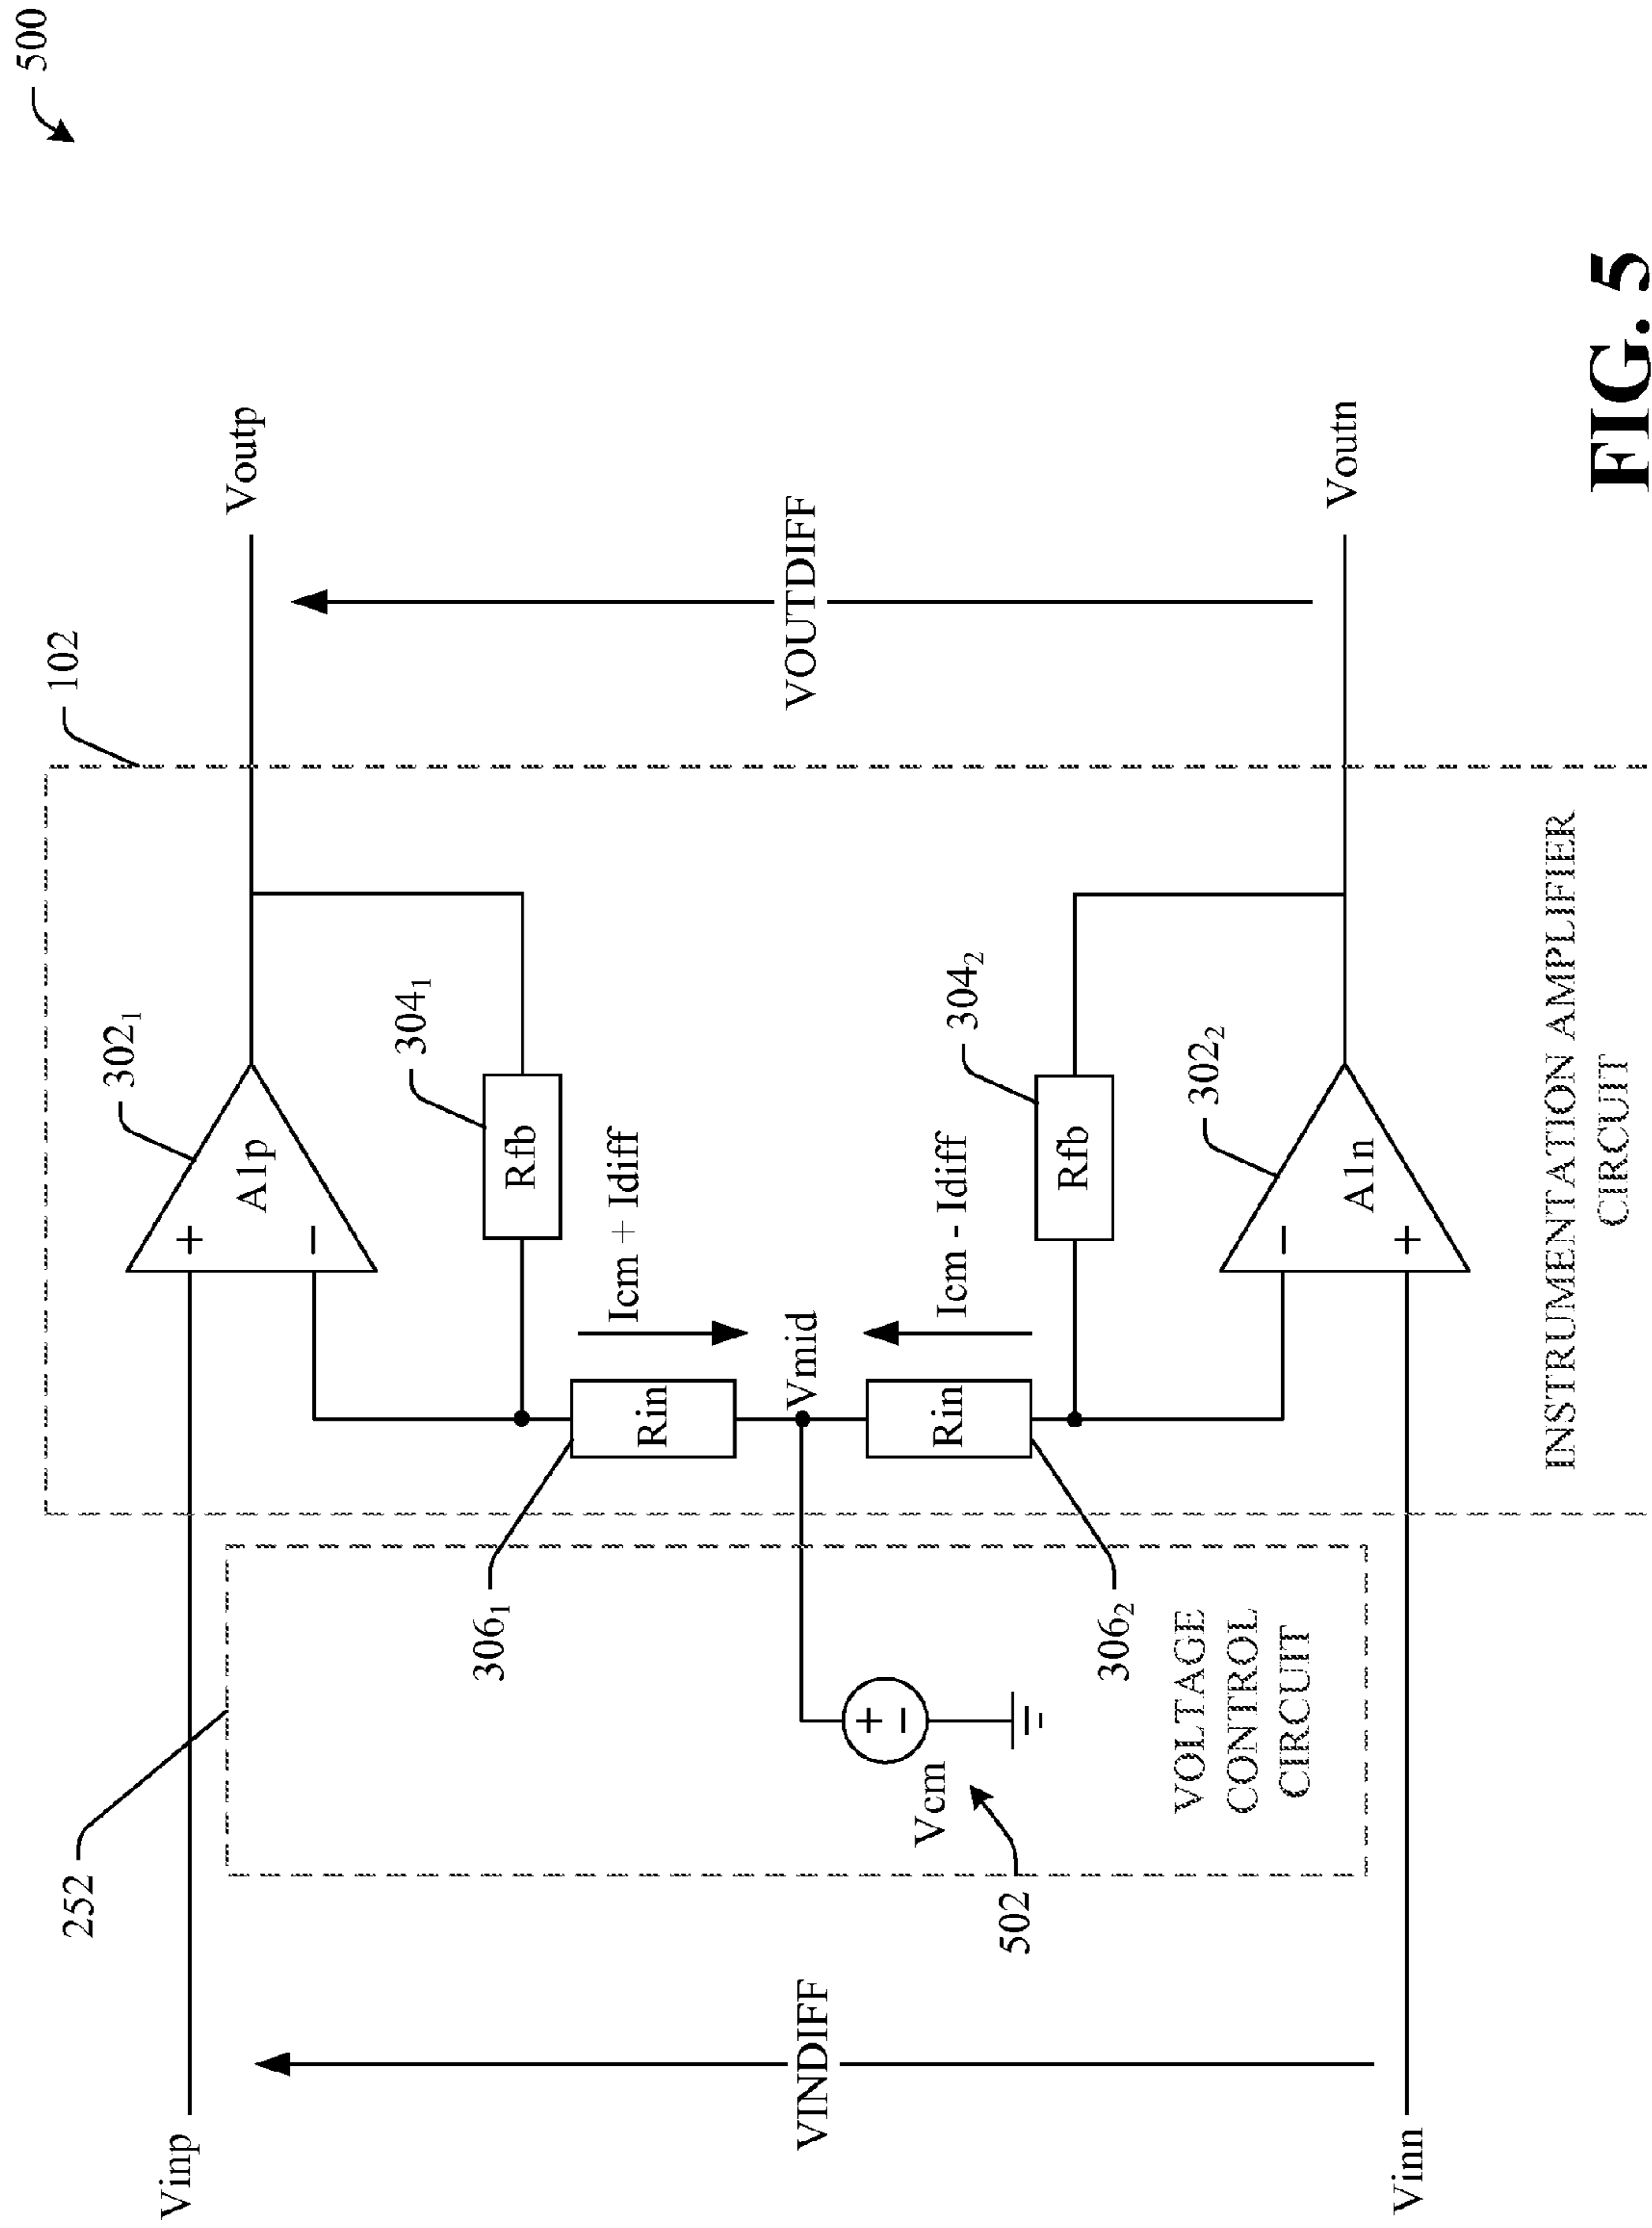 500
102
252
Vinp
Vinn
VINDIFF
302₁
A1p
+
−
304₁
Rfb
Icm + Idiff
306₁
Rin
Vmid
Rin
306₂
Icm - Idiff
304₂
Rfb
302₂
A1n
−
+
+
−
Vcm
502
VOLTAGE
CONTROL
CIRCUIT
INSTRUMENTATION AMPLIFIER
CIRCUIT
Voutp
VOUTDIFF
Voutn
FIG. 5